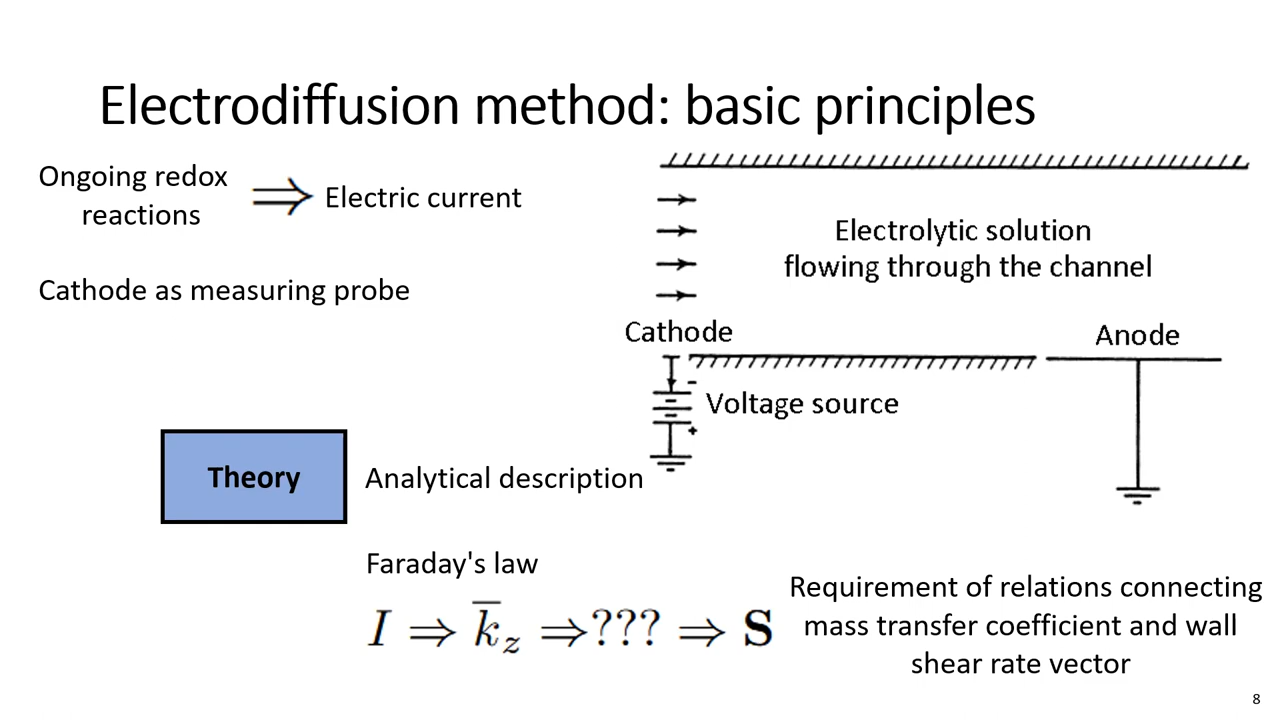 Electrodiffusion method: basic principles
Ongoing redox
reactions
⇒ Electric current
Cathode as measuring probe
Electrolytic solution
flowing through the channel
Cathode
Anode
-
Voltage source
+
Theory
Analytical description
Faraday's law
I ⇒ k̅_z ⇒??? ⇒ S
Requirement of relations connecting
mass transfer coefficient and wall
shear rate vector
8